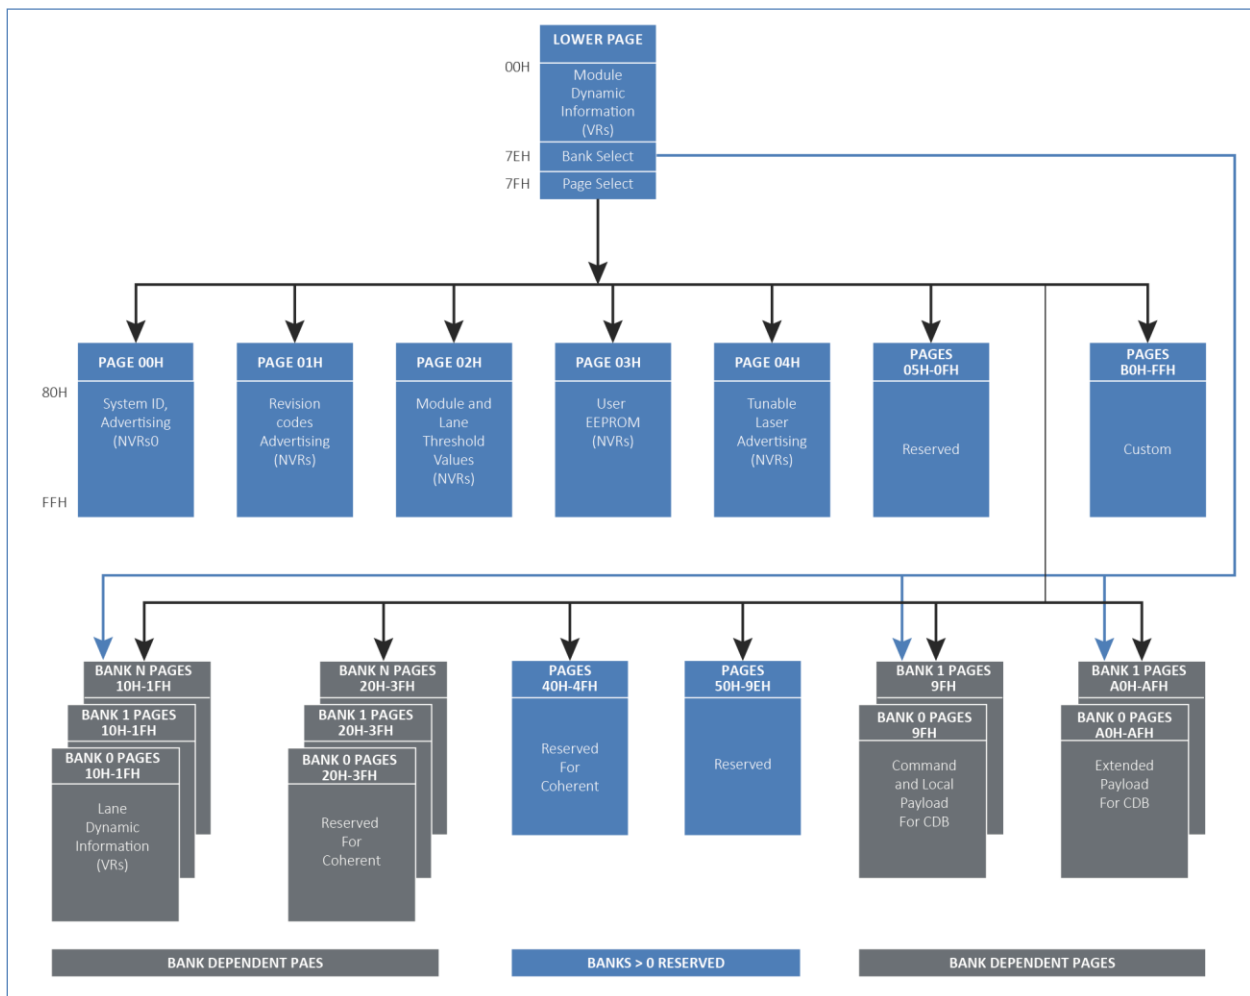 LOWER PAGE
00H
Module
Dynamic
Information
(VRs)
7EH
Bank Select
7FH
Page Select
PAGE 00H
PAGE 01H
PAGE 02H
PAGE 03H
PAGE 04H
PAGES
05H-0FH
PAGES
B0H-FFH
80H
System ID,
Advertising
(NVRs0
Revision
codes
Advertising
(NVRs)
Module and
Lane
Threshold
Values
(NVRs)
User
EEPROM
(NVRs)
Tunable
Laser
Advertising
(NVRs)
Reserved
Custom
FFH
BANK N PAGES
10H-1FH
BANK 1 PAGES
10H-1FH
BANK 0 PAGES
10H-1FH
Lane
Dynamic
Information
(VRs)
BANK N PAGES
20H-3FH
BANK 1 PAGES
20H-3FH
BANK 0 PAGES
20H-3FH
Reserved
For
Coherent
PAGES
40H-4FH
Reserved
For
Coherent
PAGES
50H-9EH
Reserved
BANK 1 PAGES
9FH
BANK 0 PAGES
9FH
Command
and Local
Payload
For CDB
BANK 1 PAGES
A0H-AFH
BANK 0 PAGES
A0H-AFH
Extended
Payload
For CDB
BANK DEPENDENT PAES
BANKS > 0 RESERVED
BANK DEPENDENT PAGES